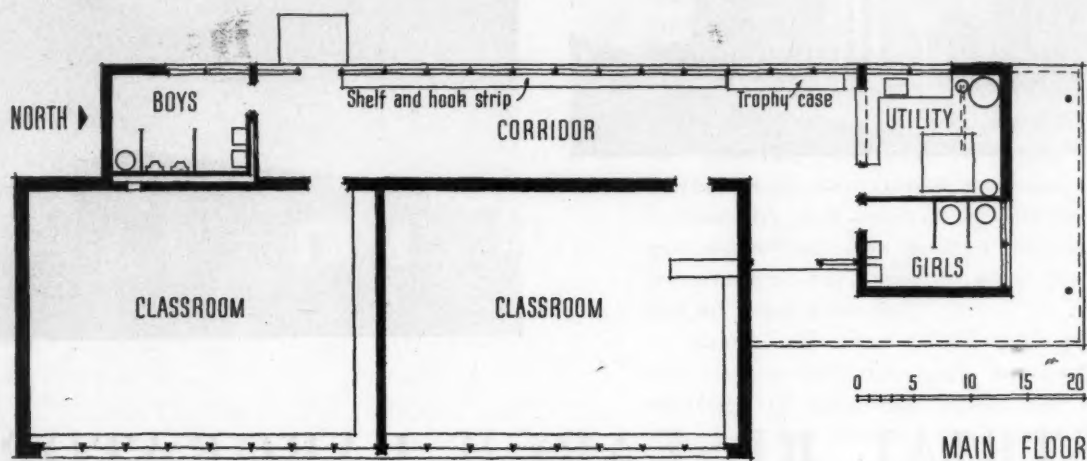 BOYS
NORTH
Shelf and hook strip
Trophy case
CORRIDOR
UTILITY
GIRLS
CLASSROOM
CLASSROOM
0 5 10 15 20
MAIN FLOOR